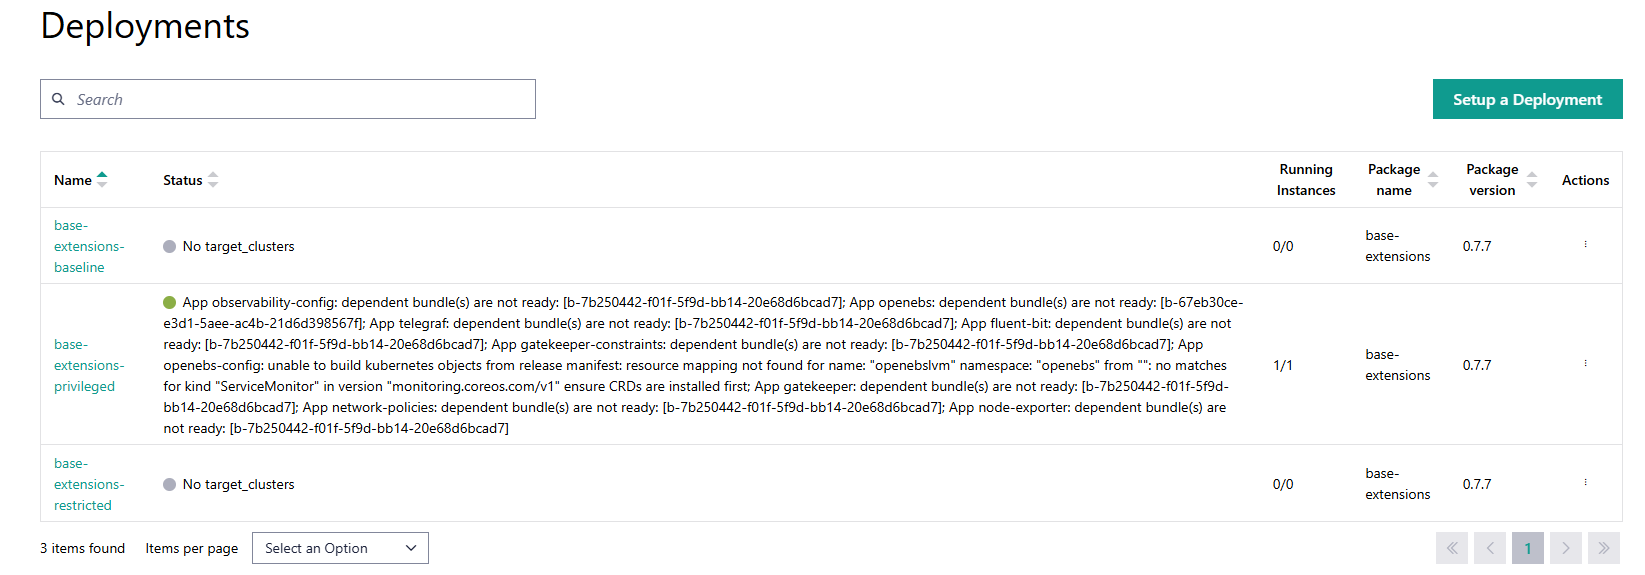 Deployments
Search
Setup a Deployment
Name Status Running Instances Package name Package version Actions
base-
extensions-
baseline
No target_clusters
0/0
base-
extensions
0.7.7
base-
extensions-
privileged
App observability-config: dependent bundle(s) are not ready: [b-7b250442-f01f-5f9d-bb14-20e68d6bcad7]; App openebs: dependent bundle(s) are not ready: [b-67eb30ce-
e3d1-5aee-ac4b-21d6d398567f]; App telegraf: dependent bundle(s) are not ready: [b-7b250442-f01f-5f9d-bb14-20e68d6bcad7]; App fluent-bit: dependent bundle(s) are not
ready: [b-7b250442-f01f-5f9d-bb14-20e68d6bcad7]; App gatekeeper-constraints: dependent bundle(s) are not ready: [b-7b250442-f01f-5f9d-bb14-20e68d6bcad7]; App
openebs-config: unable to build kubernetes objects from release manifest: resource mapping not found for name: "openebslvm" namespace: "openebs" from "": no matches
for kind "ServiceMonitor" in version "monitoring.coreos.com/v1" ensure CRDs are installed first; App gatekeeper: dependent bundle(s) are not ready: [b-7b250442-f01f-5f9d-
bb14-20e68d6bcad7]; App network-policies: dependent bundle(s) are not ready: [b-7b250442-f01f-5f9d-bb14-20e68d6bcad7]; App node-exporter: dependent bundle(s) are
not ready: [b-7b250442-f01f-5f9d-bb14-20e68d6bcad7]
1/1
base-
extensions
0.7.7
base-
extensions-
restricted
No target_clusters
0/0
base-
extensions
0.7.7
3 items found Items per page Select an Option 1